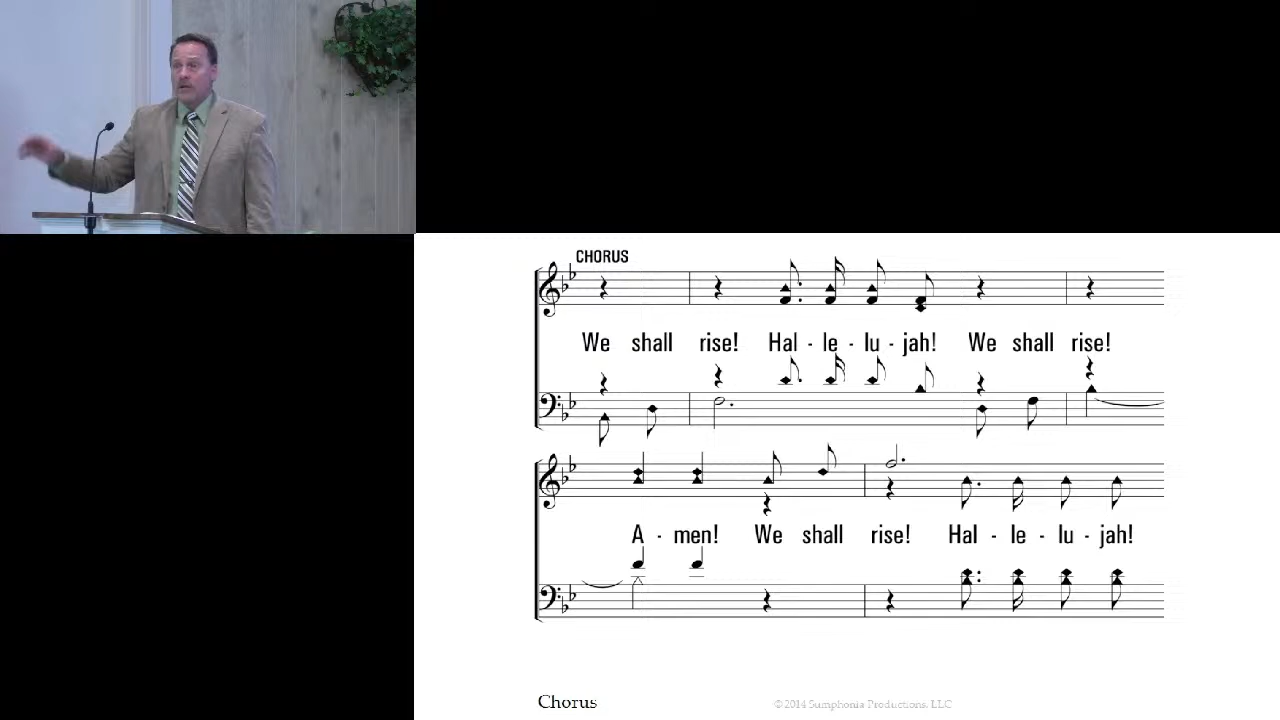 CHORUS
We shall rise! Hal - le - lu - jah! We shall rise!
A - men! We shall rise! Hal - le - lu - jah!
Chorus
©2014 Sumphonia Productions, LLC